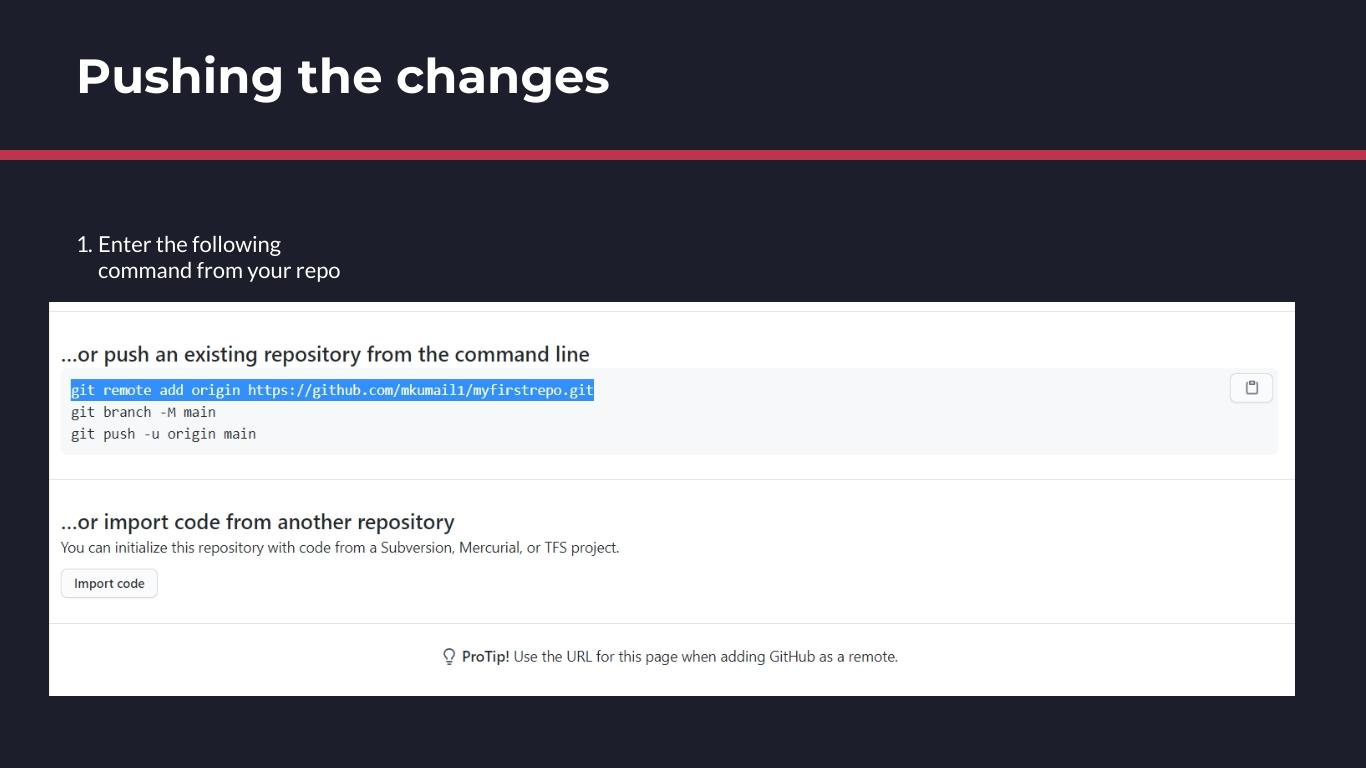 Pushing the changes
1. Enter the following
command from your repo
...or push an existing repository from the command line
git remote add origin https://github.com/mkumail1/myfirstrepo.git
git branch -M main
git push -u origin main
...or import code from another repository
You can initialize this repository with code from a Subversion, Mercurial, or TFS project.
Import code
ProTip! Use the URL for this page when adding GitHub as a remote.